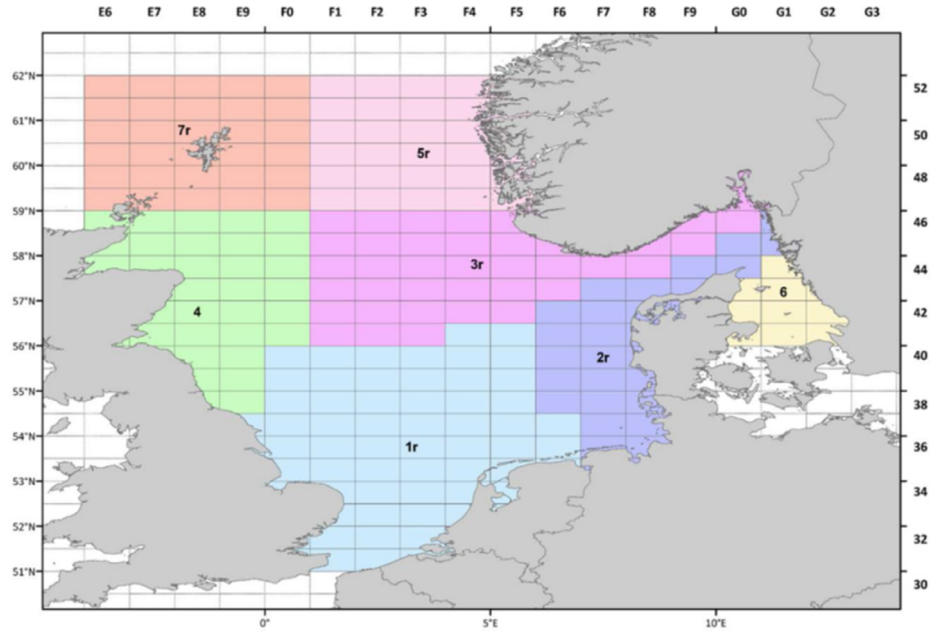 E6 E7 E8 E9 F0 F1 F2 F3 F4 F5 F6 F7 F8 F9 G0 G1 G2 G3
62°N 52
61°N 7r 50
60°N 5r 48
59°N 46
58°N 3r 44
57°N 4 6 42
56°N 2r 40
55°N 38
54°N 1r 36
53°N 34
52°N 32
51°N 30
0° 5°E 10°E